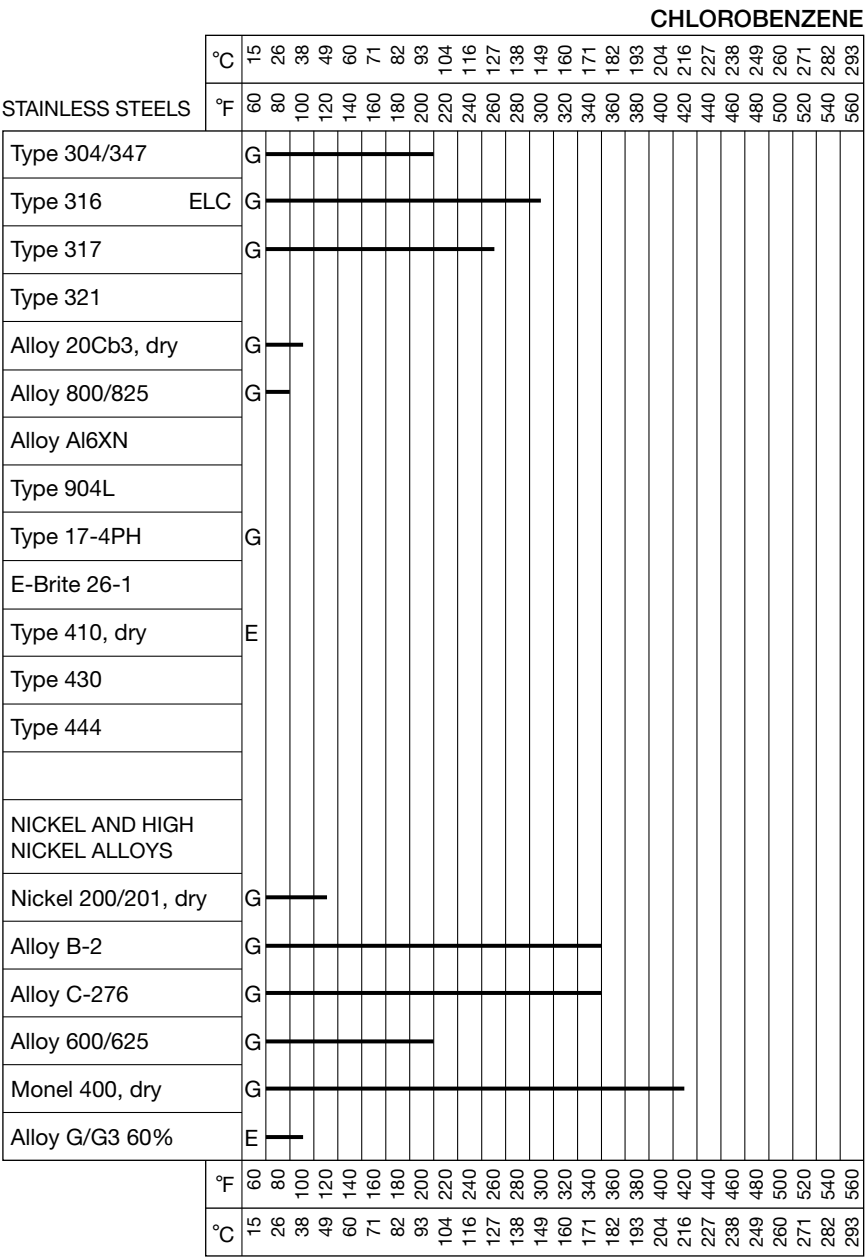 CHLOROBENZENE
°C 15 26 38 49 60 71 82 93 104 116 127 138 149 160 171 182 193 204 216 227 238 249 260 271 282 293
STAINLESS STEELS °F 60 80 100 120 140 160 180 200 220 240 260 280 300 320 340 360 380 400 420 440 460 480 500 520 540 560
Type 304/347 G
Type 316 ELC G
Type 317 G
Type 321
Alloy 20Cb3, dry G
Alloy 800/825 G
Alloy Al6XN
Type 904L
Type 17-4PH G
E-Brite 26-1
Type 410, dry E
Type 430
Type 444
NICKEL AND HIGH
NICKEL ALLOYS
Nickel 200/201, dry G
Alloy B-2 G
Alloy C-276 G
Alloy 600/625 G
Monel 400, dry G
Alloy G/G3 60% E
°F 60 80 100 120 140 160 180 200 220 240 260 280 300 320 340 360 380 400 420 440 460 480 500 520 540 560
°C 15 26 38 49 60 71 82 93 104 116 127 138 149 160 171 182 193 204 216 227 238 249 260 271 282 293